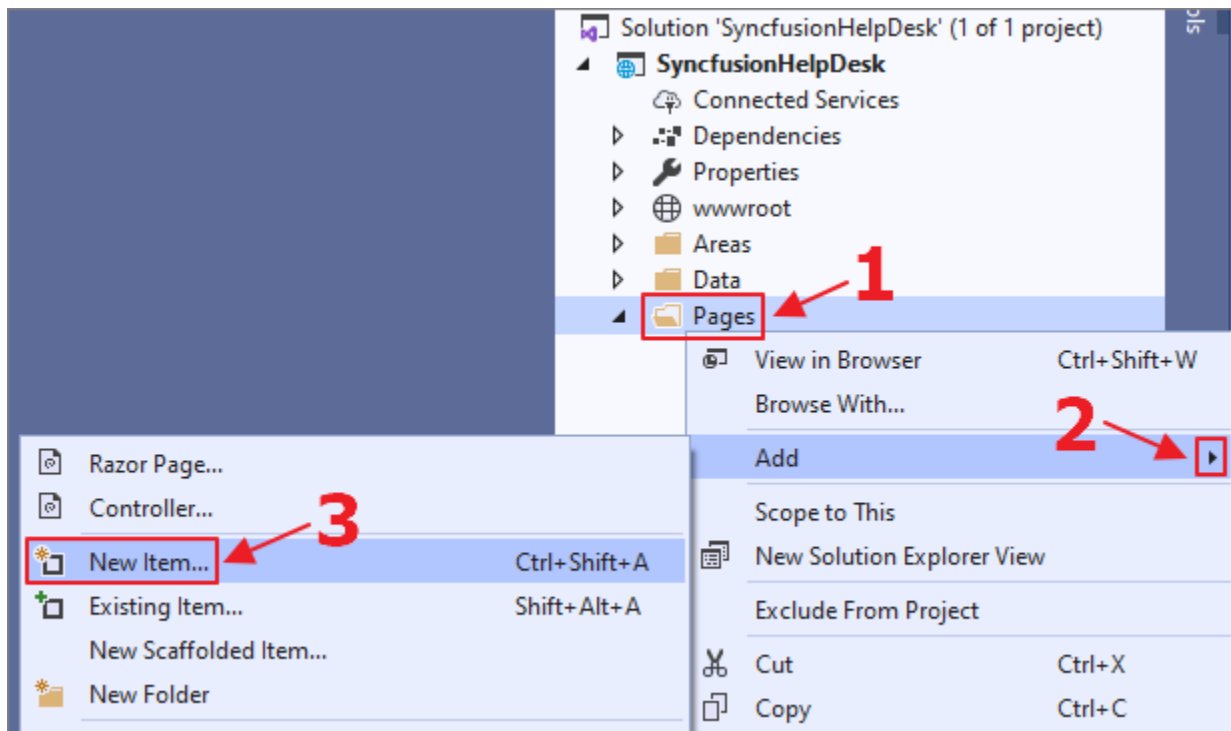 Solution 'SyncfusionHelpDesk' (1 of 1 project)
SyncfusionHelpDesk
Connected Services
Dependencies
Properties
wwwroot
Areas
Data
1
Pages
View in Browser Ctrl+Shift+W
Browse With...
2
Add
Scope to This
New Solution Explorer View
Exclude From Project
Cut Ctrl+X
Copy Ctrl+C
Razor Page...
Controller...
3
New Item... Ctrl+Shift+A
Existing Item... Shift+Alt+A
New Scaffolded Item...
New Folder